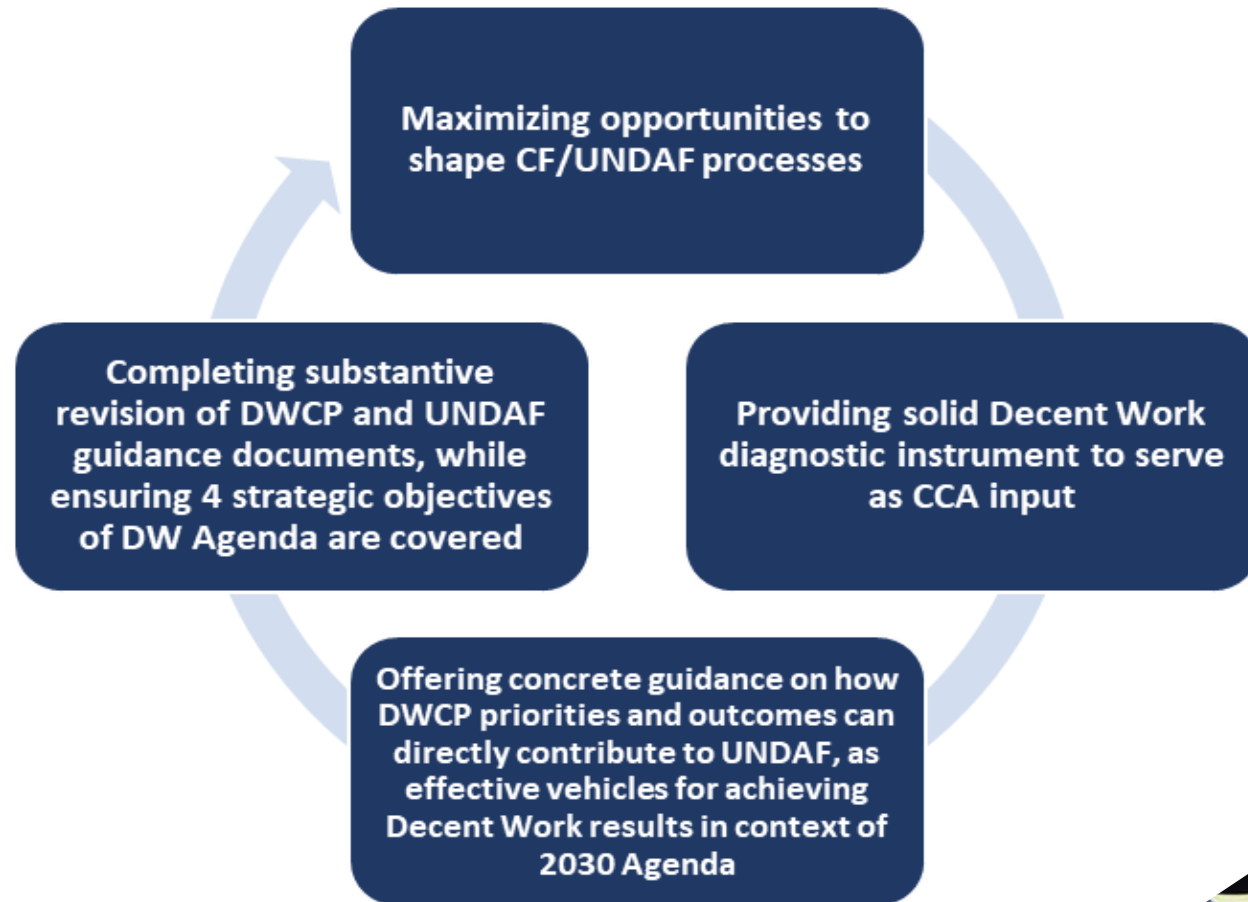 Maximizing opportunities to
shape CF/UNDAF processes
Providing solid Decent Work
diagnostic instrument to serve
as CCA input
Offering concrete guidance on how
DWCP priorities and outcomes can
directly contribute to UNDAF, as
effective vehicles for achieving
Decent Work results in context of
2030 Agenda
Completing substantive
revision of DWCP and UNDAF
guidance documents, while
ensuring 4 strategic objectives
of DW Agenda are covered